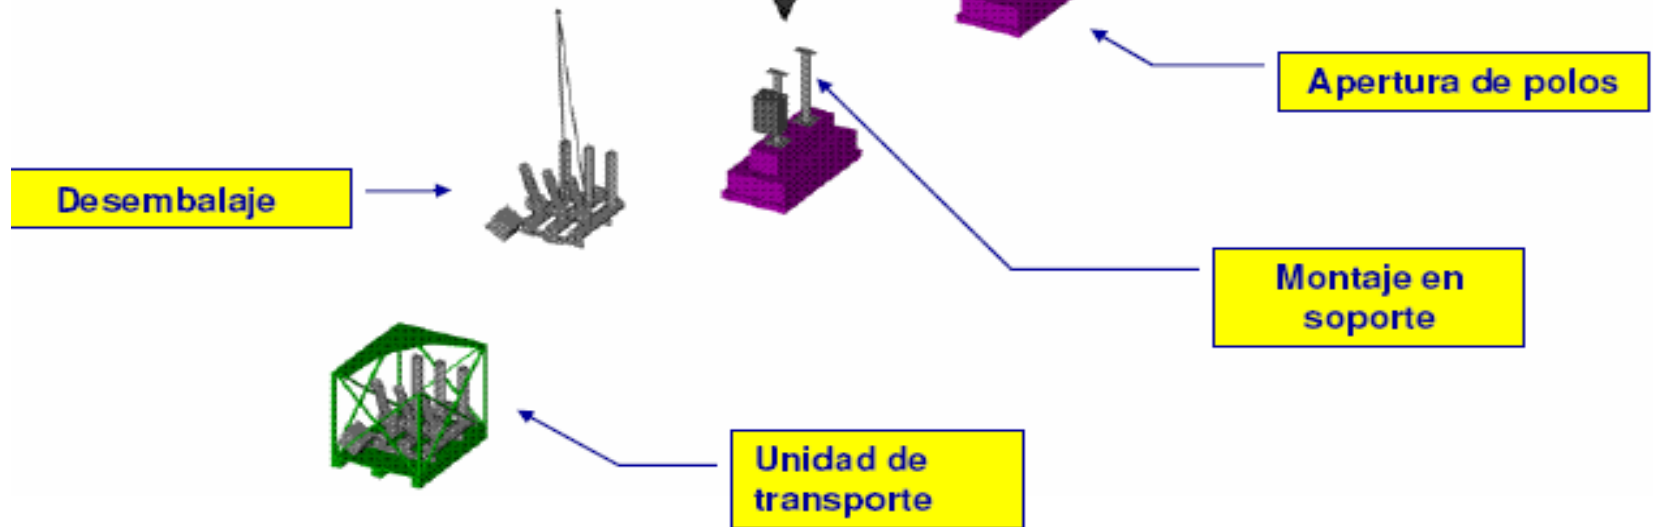 Apertura de polos
Desembalaje
Montaje en
soporte
Unidad de
transporte